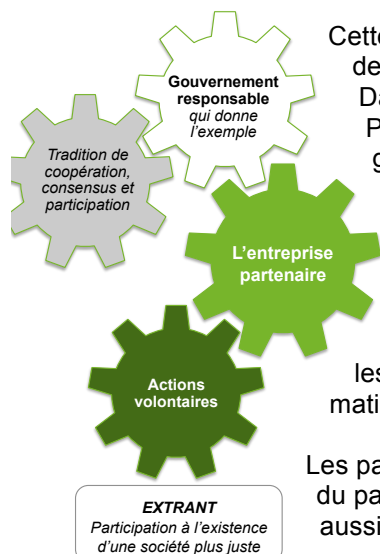 Gouvernement
responsable
qui donne
l'exemple
Tradition de
coopération,
consensus et
participation
L'entreprise
partenaire
Actions
volontaires
EXTRANT
Participation à l'existence
d'une société plus juste
Cette
de
Da
P
g
les
mati
Les pa
du pa
aussi